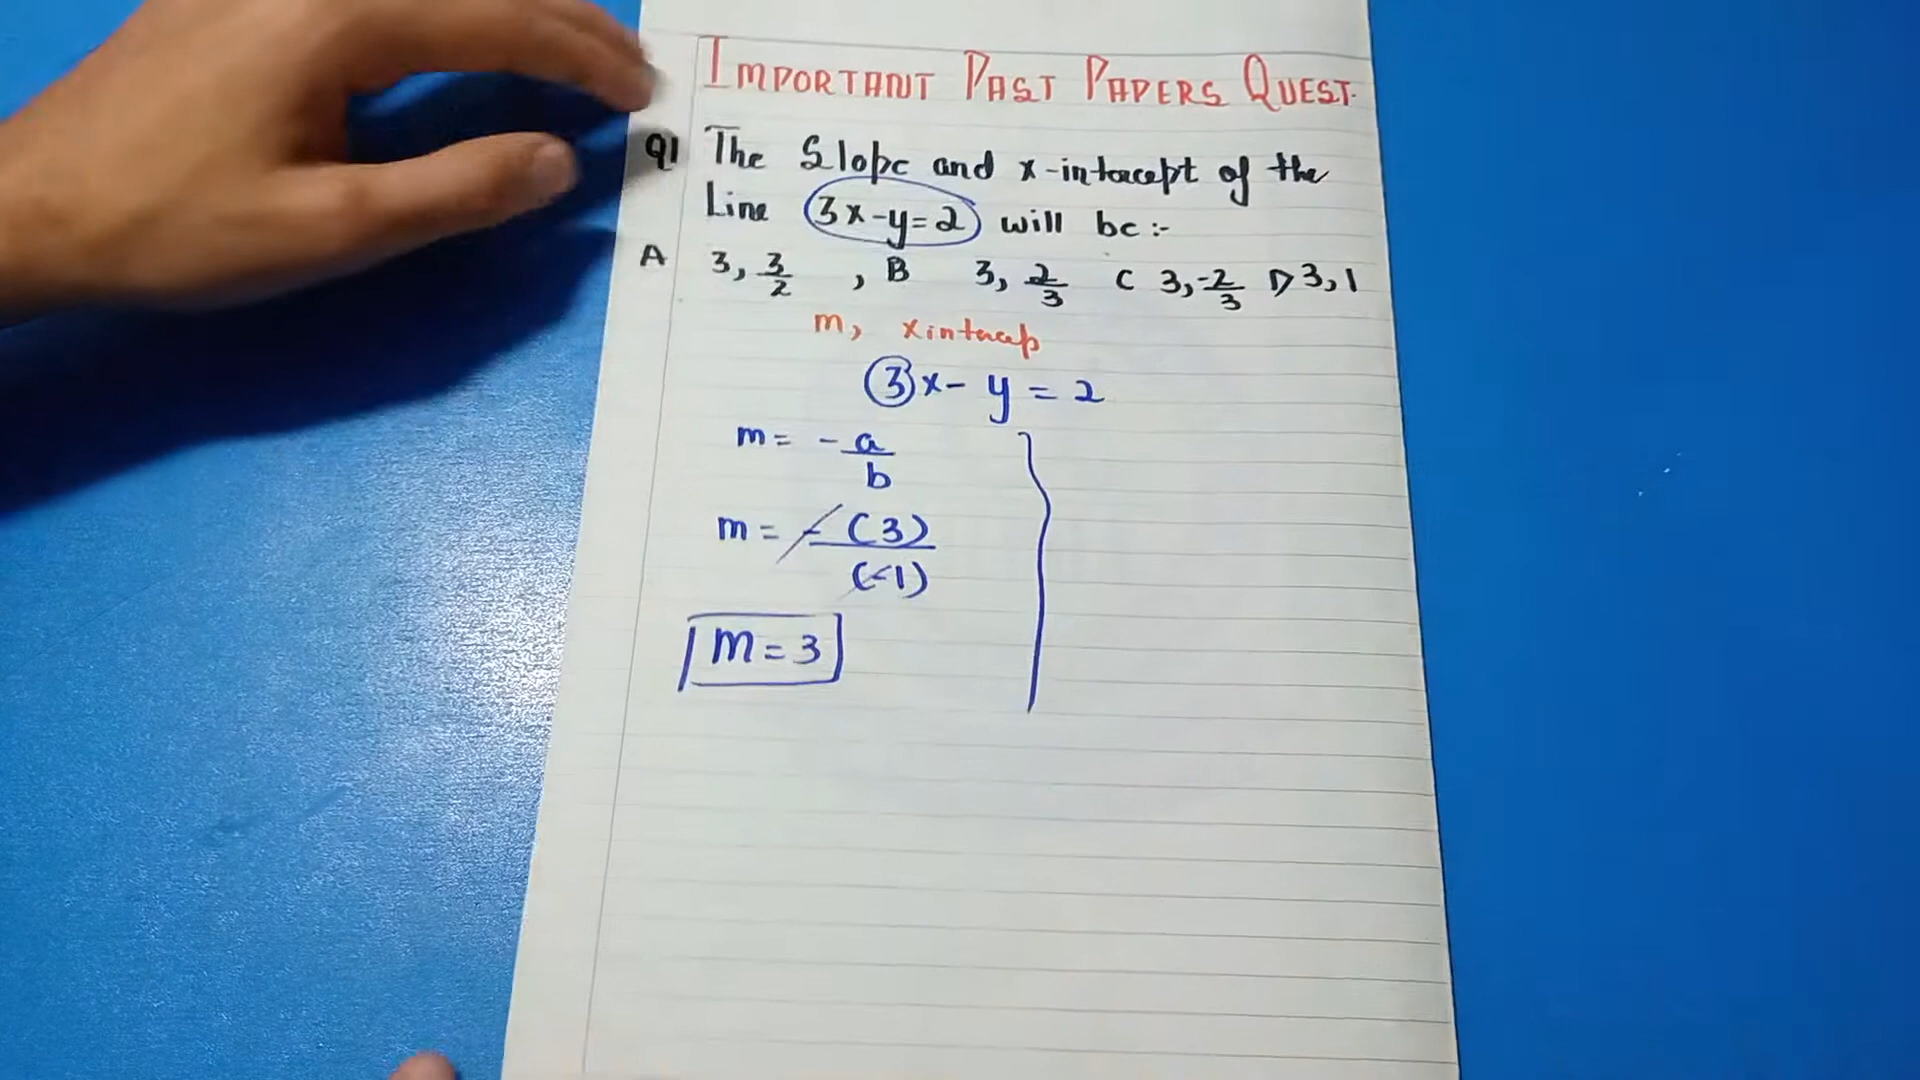 IMPORTANT PAST PAPERS QUEST.
Q1 The Slope and x-intercept of the
Line 3x-y=2 will be:-
A 3, 3/2 , B 3, 2/3 C 3, -2/3 D 3, 1
m, xintercep
3x - y = 2
m = - a/b
m = - (3)/(-1)
m = 3